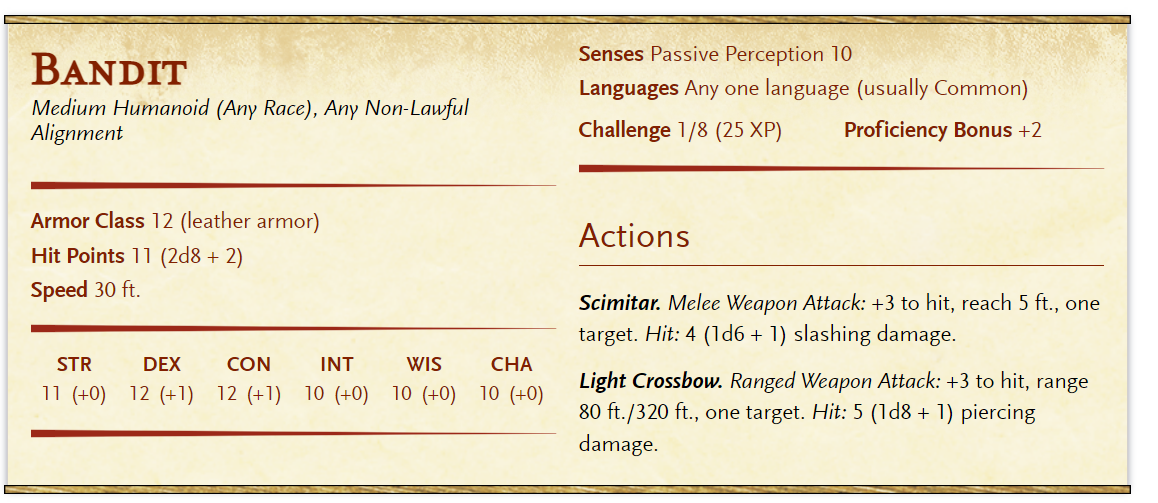 BANDIT
Medium Humanoid (Any Race), Any Non-Lawful
Alignment
Armor Class 12 (leather armor)
Hit Points 11 (2d8 + 2)
Speed 30 ft.
STR DEX CON INT WIS CHA
11 (+0) 12 (+1) 12 (+1) 10 (+0) 10 (+0) 10 (+0)
Senses Passive Perception 10
Languages Any one language (usually Common)
Challenge 1/8 (25 XP) Proficiency Bonus +2
Actions
Scimitar. Melee Weapon Attack: +3 to hit, reach 5 ft., one
target. Hit: 4 (1d6 + 1) slashing damage.
Light Crossbow. Ranged Weapon Attack: +3 to hit, range
80 ft./320 ft., one target. Hit: 5 (1d8 + 1) piercing
damage.